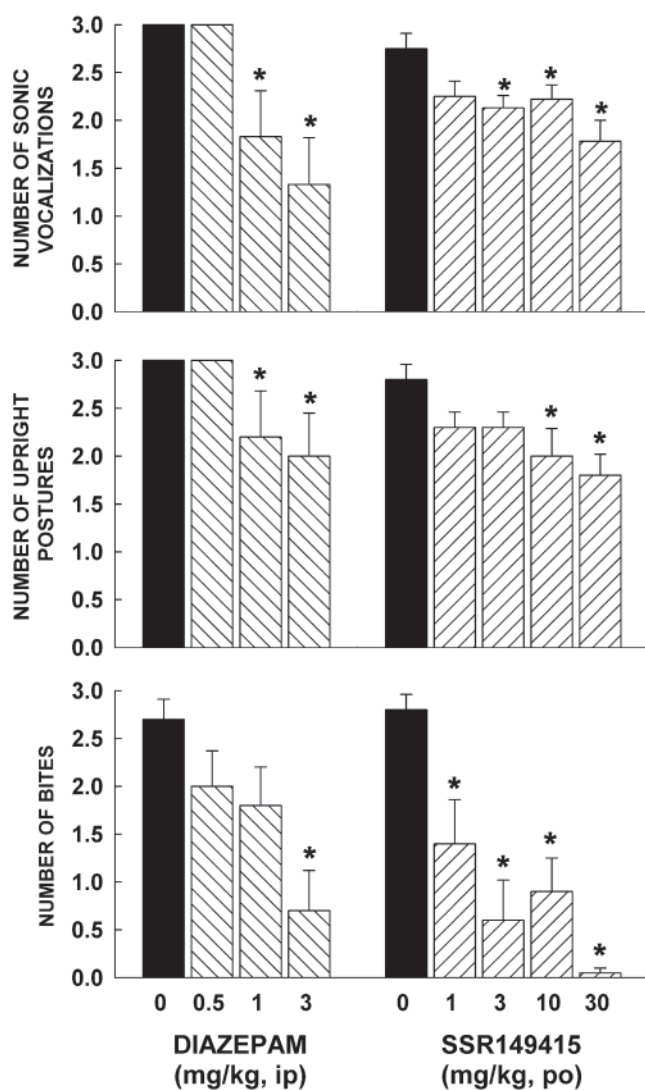 NUMBER OF SONIC
VOCALIZATIONS
3.0
2.5
2.0
1.5
1.0
0.5
0.0
* * * * *
NUMBER OF UPRIGHT
POSTURES
3.0
2.5
2.0
1.5
1.0
0.5
0.0
* * * *
NUMBER OF BITES
3.0
2.5
2.0
1.5
1.0
0.5
0.0
* * * * *
0 0.5 1 3 0 1 3 10 30
DIAZEPAM SSR149415
(mg/kg, ip) (mg/kg, po)